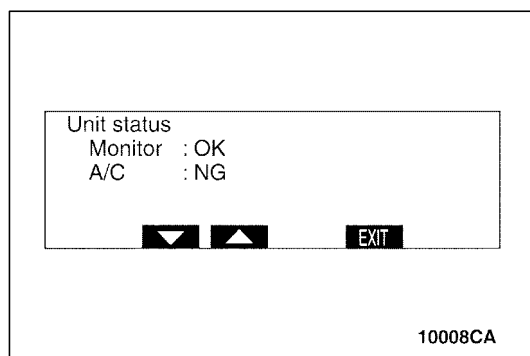 Unit status
Monitor : OK
A/C : NG
EXIT
10008CA